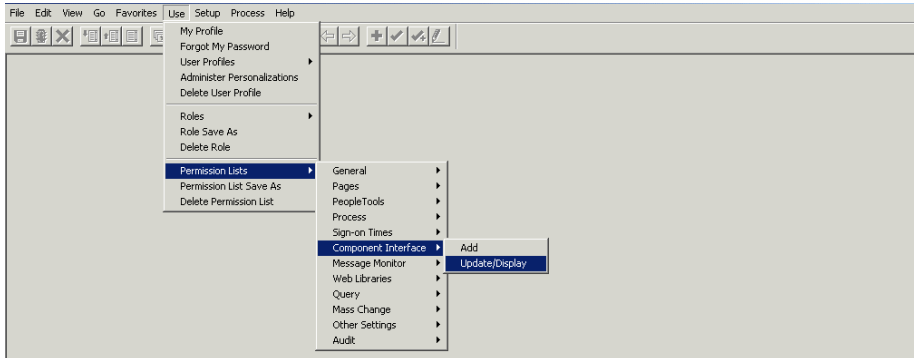 File Edit View Go Favorites Use Setup Process Help
My Profile
Forgot My Password
User Profiles
Administer Personalizations
Delete User Profile
Roles
Role Save As
Delete Role
Permission Lists
Permission List Save As
Delete Permission List
General
Pages
PeopleTools
Process
Sign-on Times
Component Interface
Message Monitor
Web Libraries
Query
Mass Change
Other Settings
Audit
Add
Update/Display